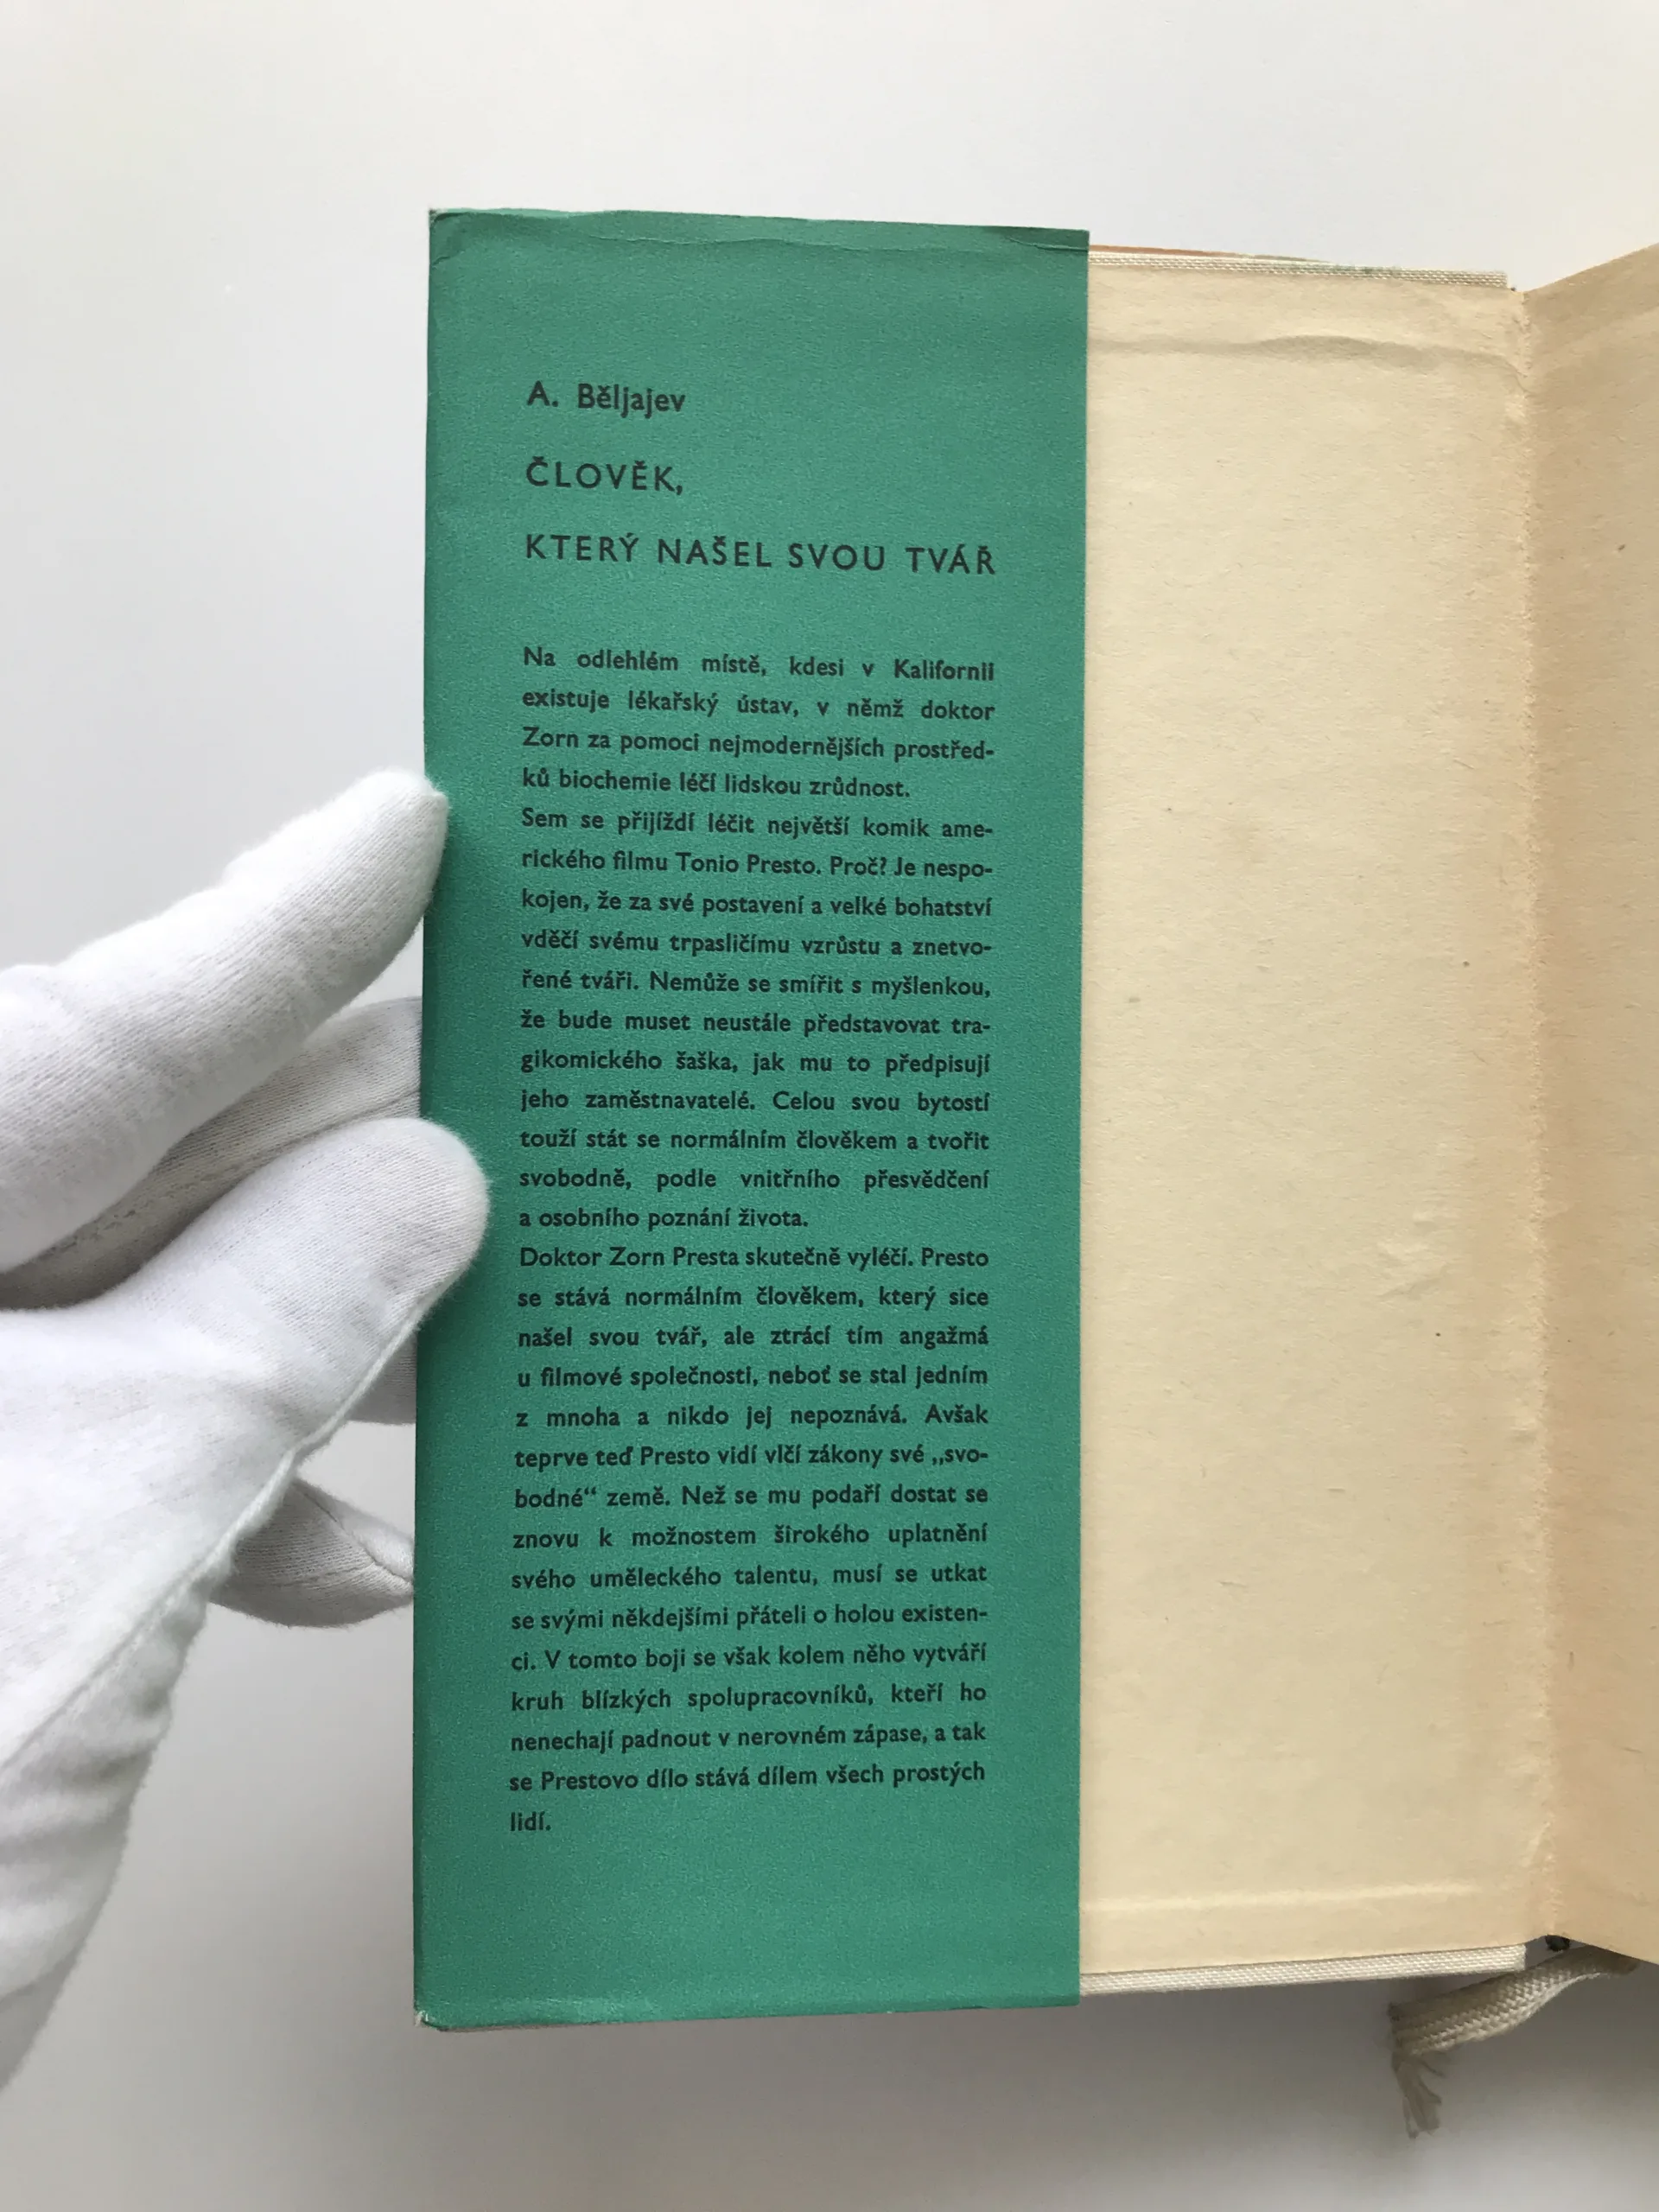 A. Běljajev
ČLOVĚK,
KTERÝ NAŠEL SVOU TVÁŘ
Na odlehlém místě, kdesi v Kalifornii
existuje lékařský ústav, v němž doktor
Zorn za pomoci nejmodernějších prostřed-
ků biochemie léčí lidskou zrůdnost.
Sem se přijíždí léčit největší komik ame-
rického filmu Tonio Presto. Proč? Je nespo-
kojen, že za své postavení a velké bohatství
vděčí svému trpasličímu vzrůstu a znetvo-
řené tváři. Nemůže se smířit s myšlenkou,
že bude muset neustále představovat tra-
gikomického šaška, jak mu to předpisují
jeho zaměstnavatelé. Celou svou bytostí
touží stát se normálním člověkem a tvořit
svobodně, podle vnitřního přesvědčení
a osobního poznání života.
Doktor Zorn Presta skutečně vyléčí. Presto
se stává normálním člověkem, který sice
našel svou tvář, ale ztrácí tím angažmá
u filmové společnosti, neboť se stal jedním
z mnoha a nikdo jej nepoznává. Avšak
teprve teď Presto vidí vlčí zákony své „svo-
bodné“ země. Než se mu podaří dostat se
znovu k možnostem širokého uplatnění
svého uměleckého talentu, musí se utkat
se svými někdejšími přáteli o holou existen-
ci. V tomto boji se však kolem něho vytváří
kruh blízkých spolupracovníků, kteří ho
nenechají padnout v nerovném zápase, a tak
se Prestovo dílo stává dílem všech prostých
lidí.